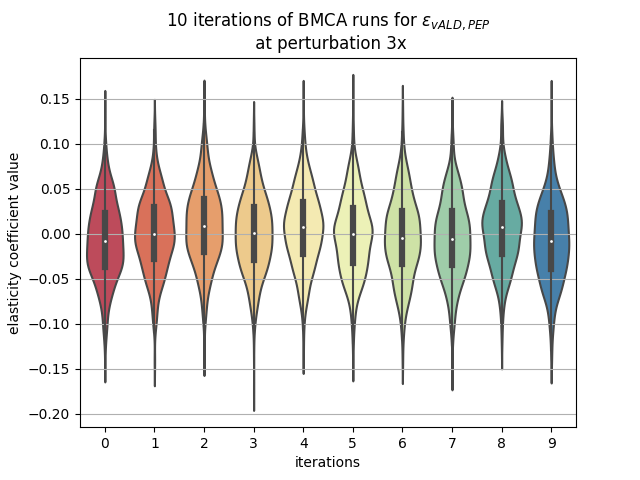 10 iterations of BMCA runs for ε_{vALD, PEP}
at perturbation 3x
elasticity coefficient value
0.15
0.10
0.05
0.00
−0.05
−0.10
−0.15
−0.20
0 1 2 3 4 5 6 7 8 9
iterations